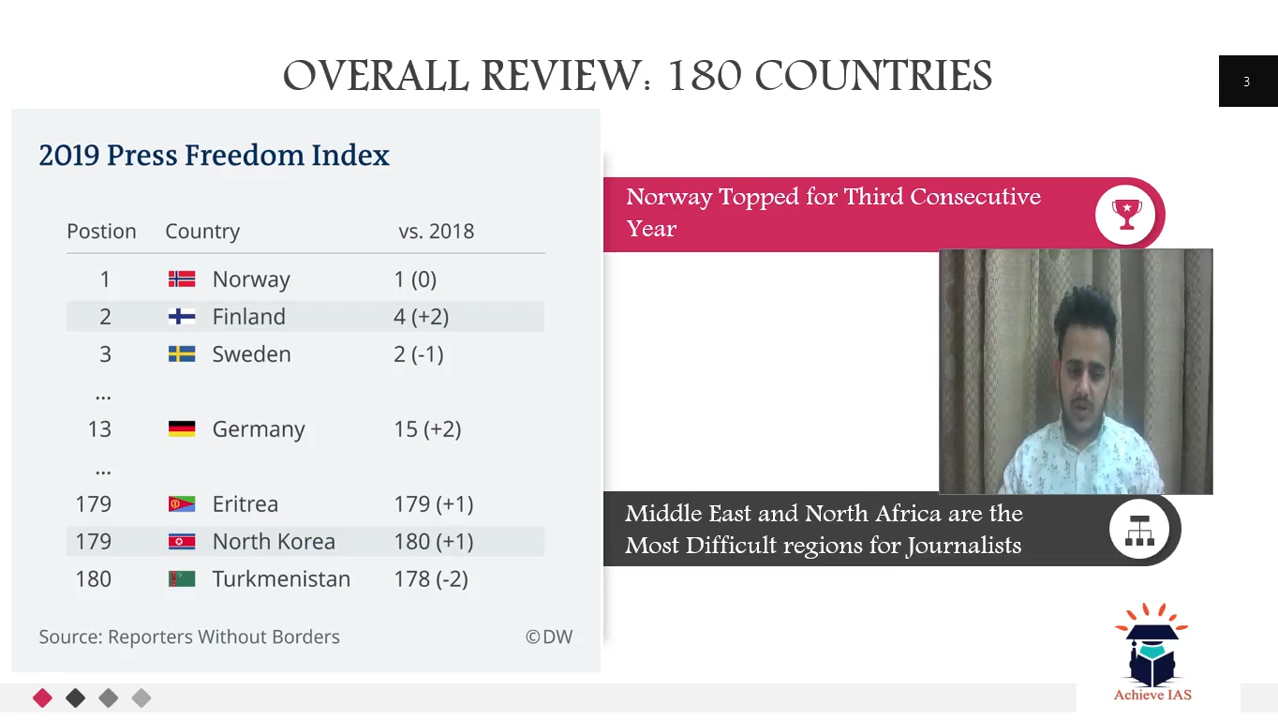 OVERALL REVIEW: 180 COUNTRIES
3
2019 Press Freedom Index
Postion Country vs. 2018
1 Norway 1 (0)
2 Finland 4 (+2)
3 Sweden 2 (-1)
...
13 Germany 15 (+2)
...
179 Eritrea 179 (+1)
179 North Korea 180 (+1)
180 Turkmenistan 178 (-2)
Source: Reporters Without Borders ©DW
Norway Topped for Third Consecutive
Year
Middle East and North Africa are the
Most Difficult regions for Journalists
Achieve IAS